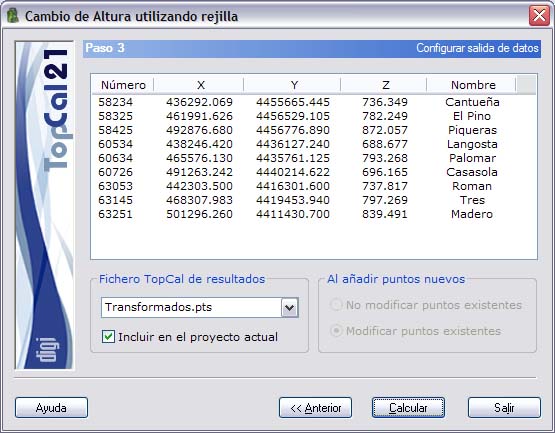 Cambio de Altura utilizando rejilla
Paso 3 Configurar salida de datos
TopCal 21
digi
Número X Y Z Nombre
58234 436292.069 4455665.445 736.349 Cantueña
58325 461991.626 4456529.105 782.249 El Pino
58425 492876.680 4456776.890 872.057 Piqueras
60534 438246.420 4436127.240 688.677 Langosta
60634 465576.130 4435761.125 793.268 Palomar
60726 491263.242 4440214.622 696.165 Casasola
63053 442303.500 4416301.600 737.817 Roman
63145 468307.983 4419453.940 797.269 Tres
63251 501296.260 4411430.700 839.491 Madero
Fichero TopCal de resultados
Transformados.pts
Incluir en el proyecto actual
Al añadir puntos nuevos
No modificar puntos existentes
Modificar puntos existentes
Ayuda << Anterior Calcular Salir